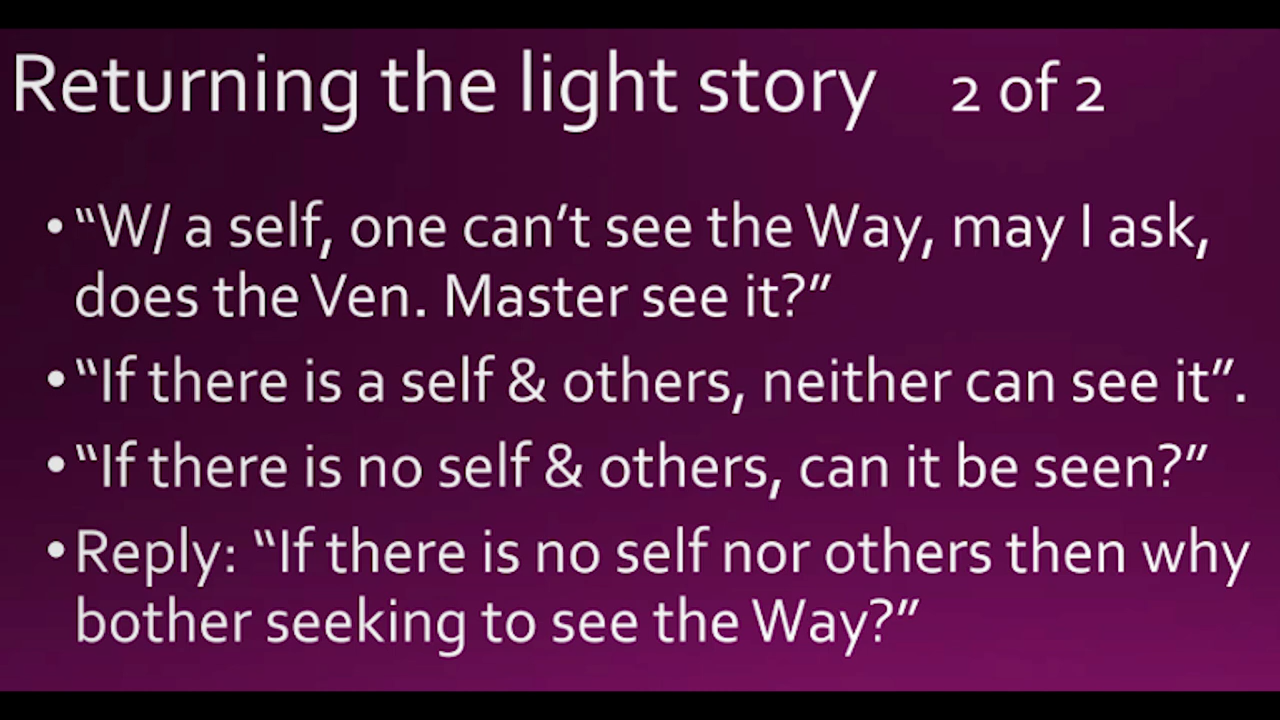 Returning the light story 2 of 2
•“W/ a self, one can’t see the Way, may I ask,
does the Ven. Master see it?”
•“If there is a self & others, neither can see it”.
•“If there is no self & others, can it be seen?”
•Reply: “If there is no self nor others then why
bother seeking to see the Way?”